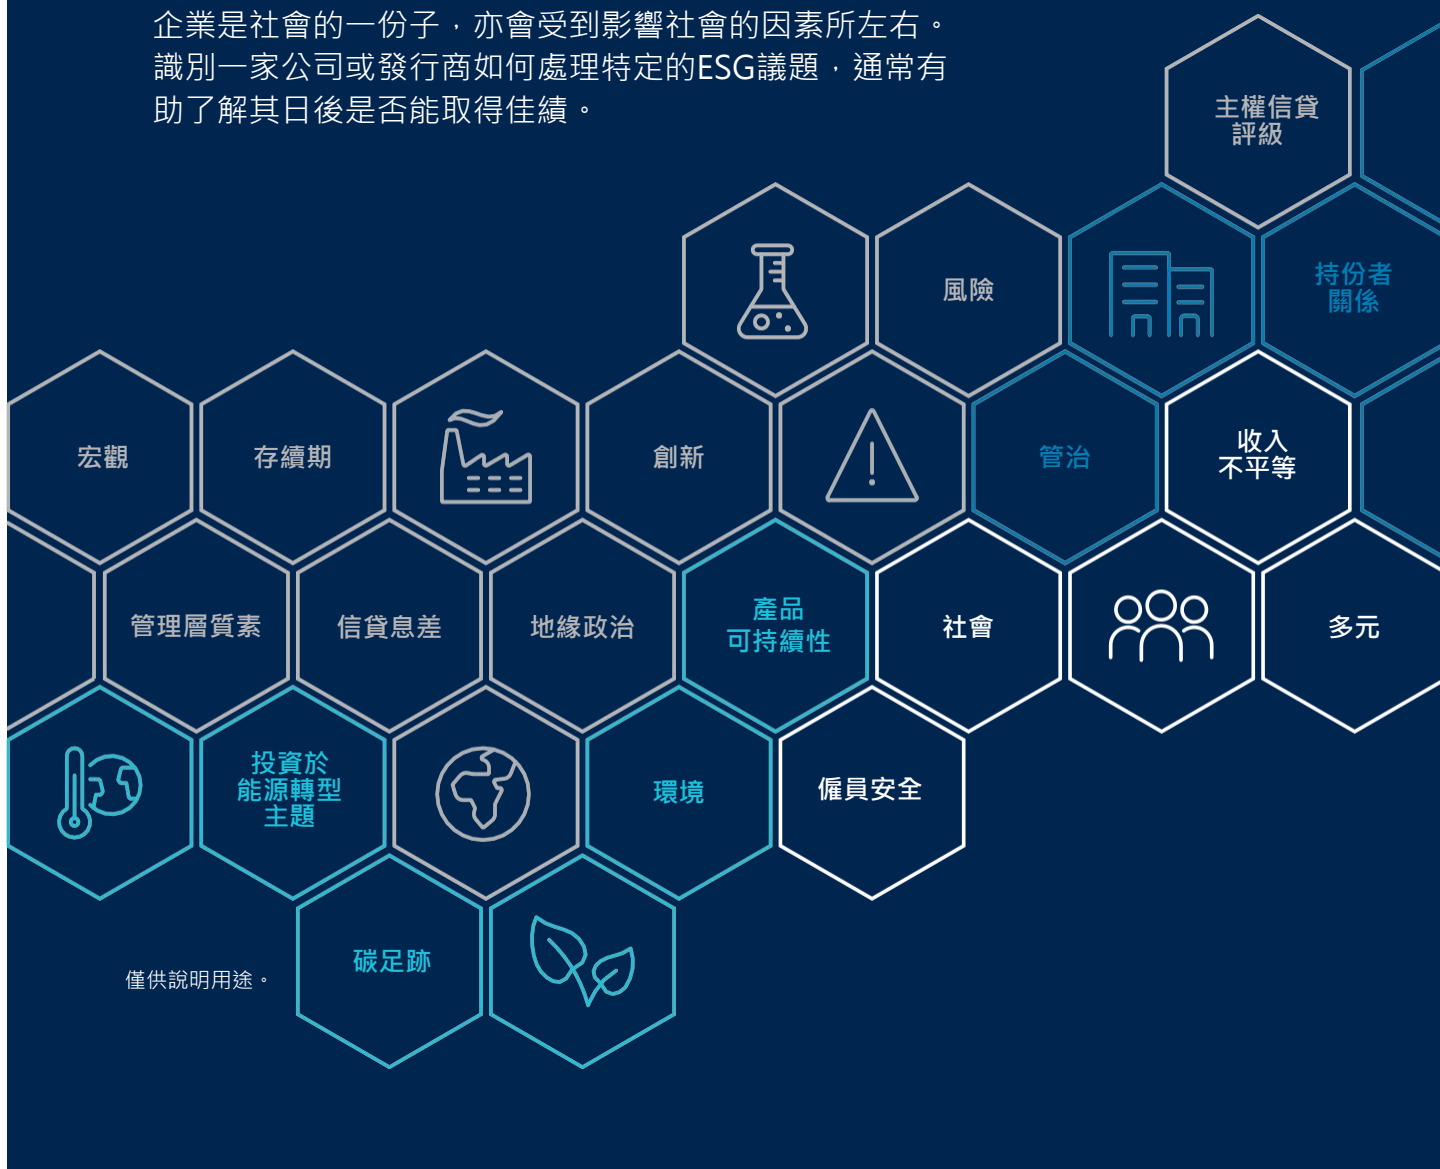 企業是社會的一份子，亦會受到影響社會的因素所左右。
識別一家公司或發行商如何處理特定的ESG議題，通常有
助了解其日後是否能取得佳績。
主權信貸
評級
風險
持份者
關係
宏觀
存續期
創新
管治
收入
不平等
管理層質素
信貸息差
地緣政治
產品
可持續性
社會
多元
投資於
能源轉型
主題
環境
僱員安全
碳足跡
僅供說明用途。